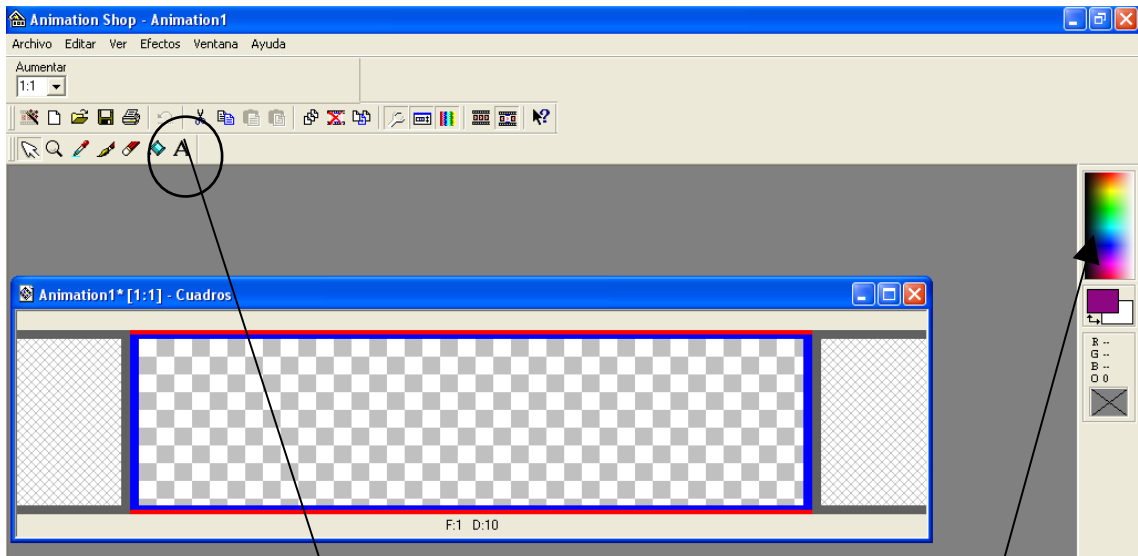 Animation Shop - Animation1
Archivo Editar Ver Efectos Ventana Ayuda
Aumentar
1:1
A
Animation1* [1:1] - Cuadros
F:1 D:10
R --
G --
B --
O 0